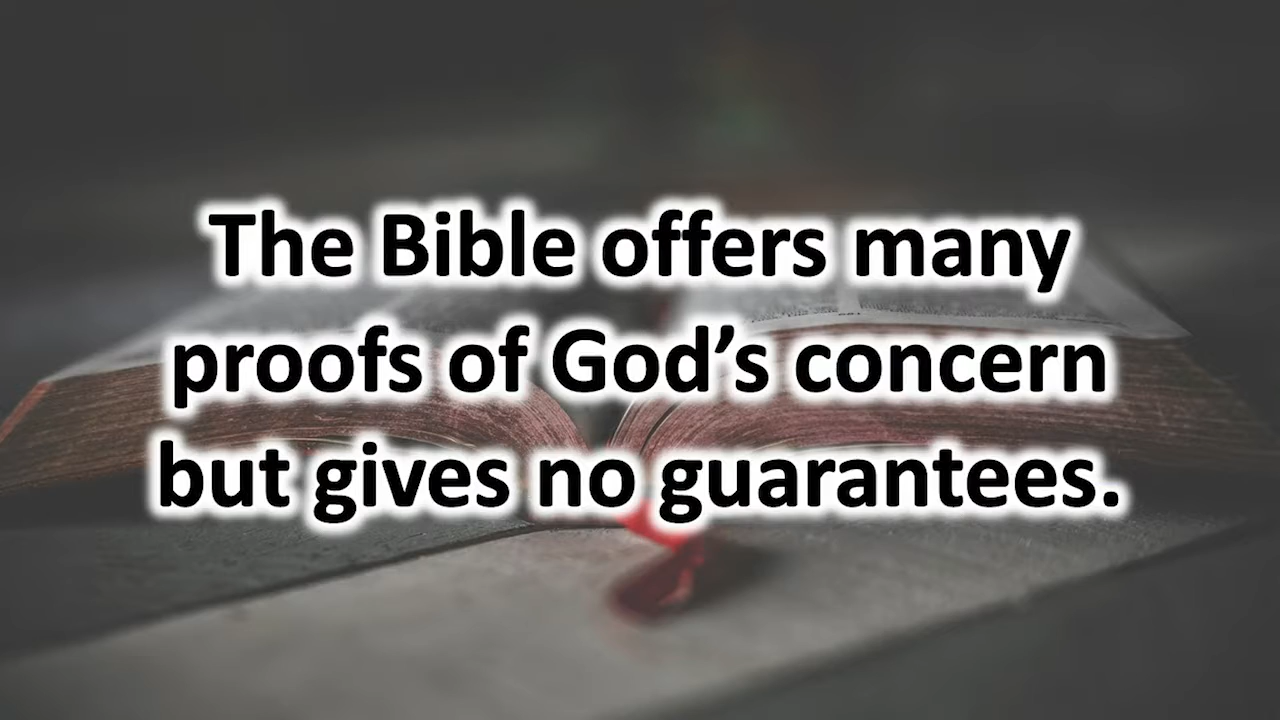 The Bible offers many
proofs of God’s concern
but gives no guarantees.